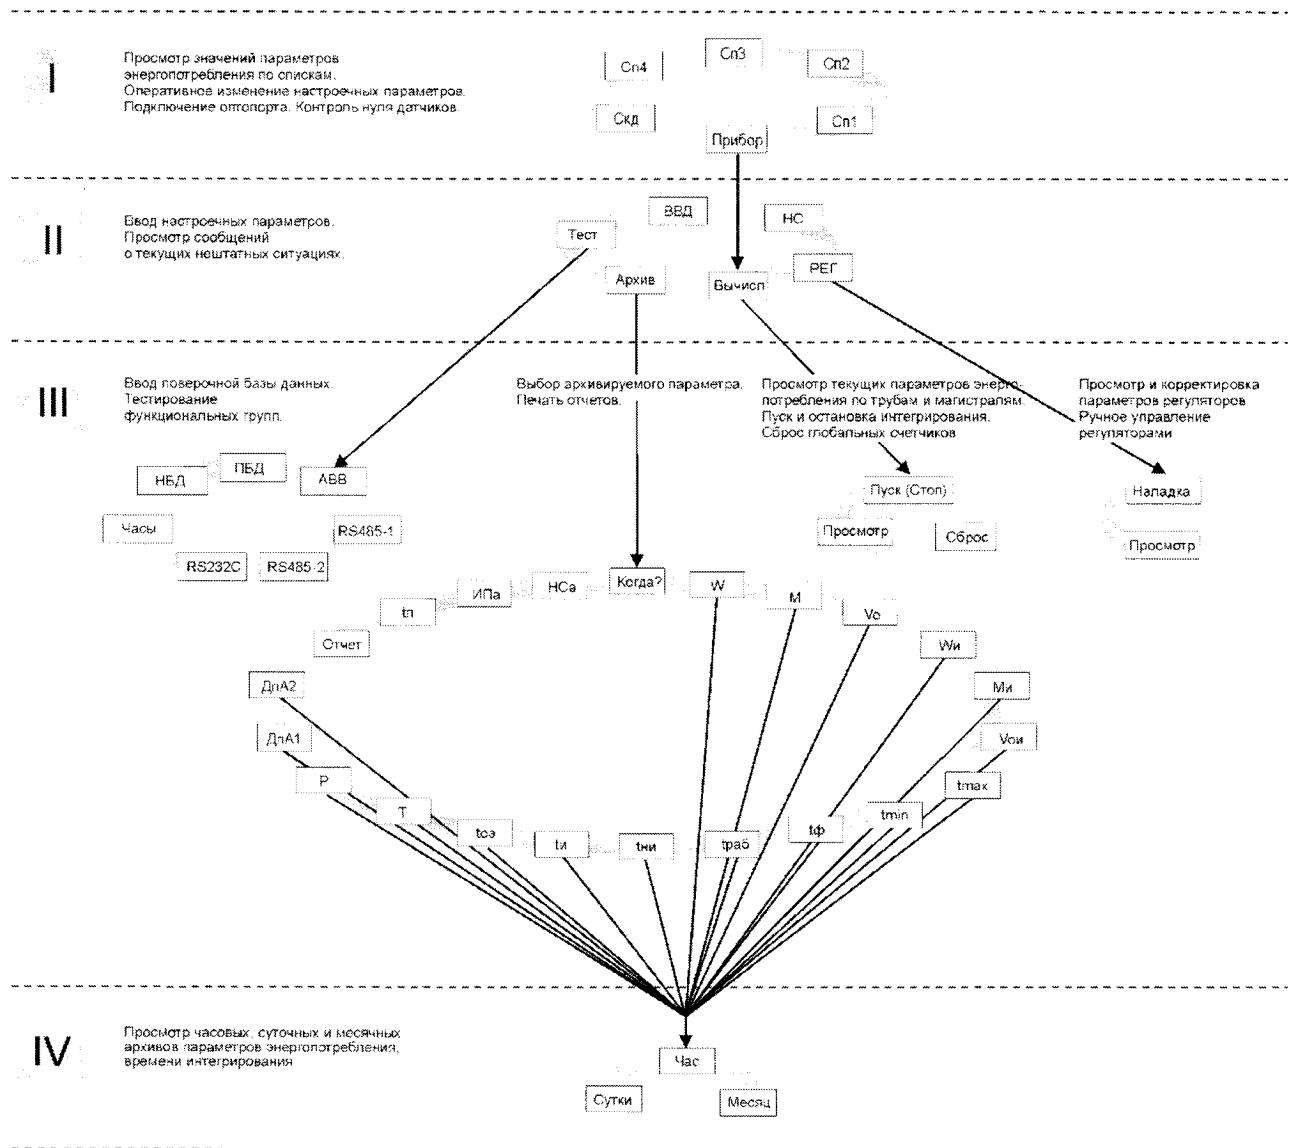 I
Просмотр значений параметров
энергопотребления по спискам.
Оперативное изменение настроечных параметров.
Подключение оптопорта. Контроль нуля датчиков.
Сп4
Сп3
Сп2
Скд
Прибор
Сп1
II
Ввод настроечных параметров.
Просмотр сообщений
о текущих нештатных ситуациях.
Тест
ВВД
НС
Архив
Вычисл
РЕГ
III
Ввод поверочной базы данных.
Тестирование
функциональных групп.
Выбор архивируемого параметра.
Печать отчетов.
Просмотр текущих параметров энерго-
потребления по трубам и магистралям.
Пуск и остановка интегрирования.
Сброс глобальных счетчиков
Просмотр и корректировка
параметров регуляторов
Ручное управление
регуляторами
НБД
ПБД
АВВ
Часы
RS485-1
RS232C
RS485-2
Пуск (Стоп)
Просмотр
Сброс
Наладка
Просмотр
Отчет
tп
ИПа
НСа
Когда?
W
M
Vo
Wи
Ми
Vои
ДпА2
ДпА1
P
T
tоэ
tи
tни
tраб
tф
tmin
tmax
IV
Просмотр часовых, суточных и месячных
архивов параметров энергопотребления,
времени интегрирования
Час
Сутки
Месяц